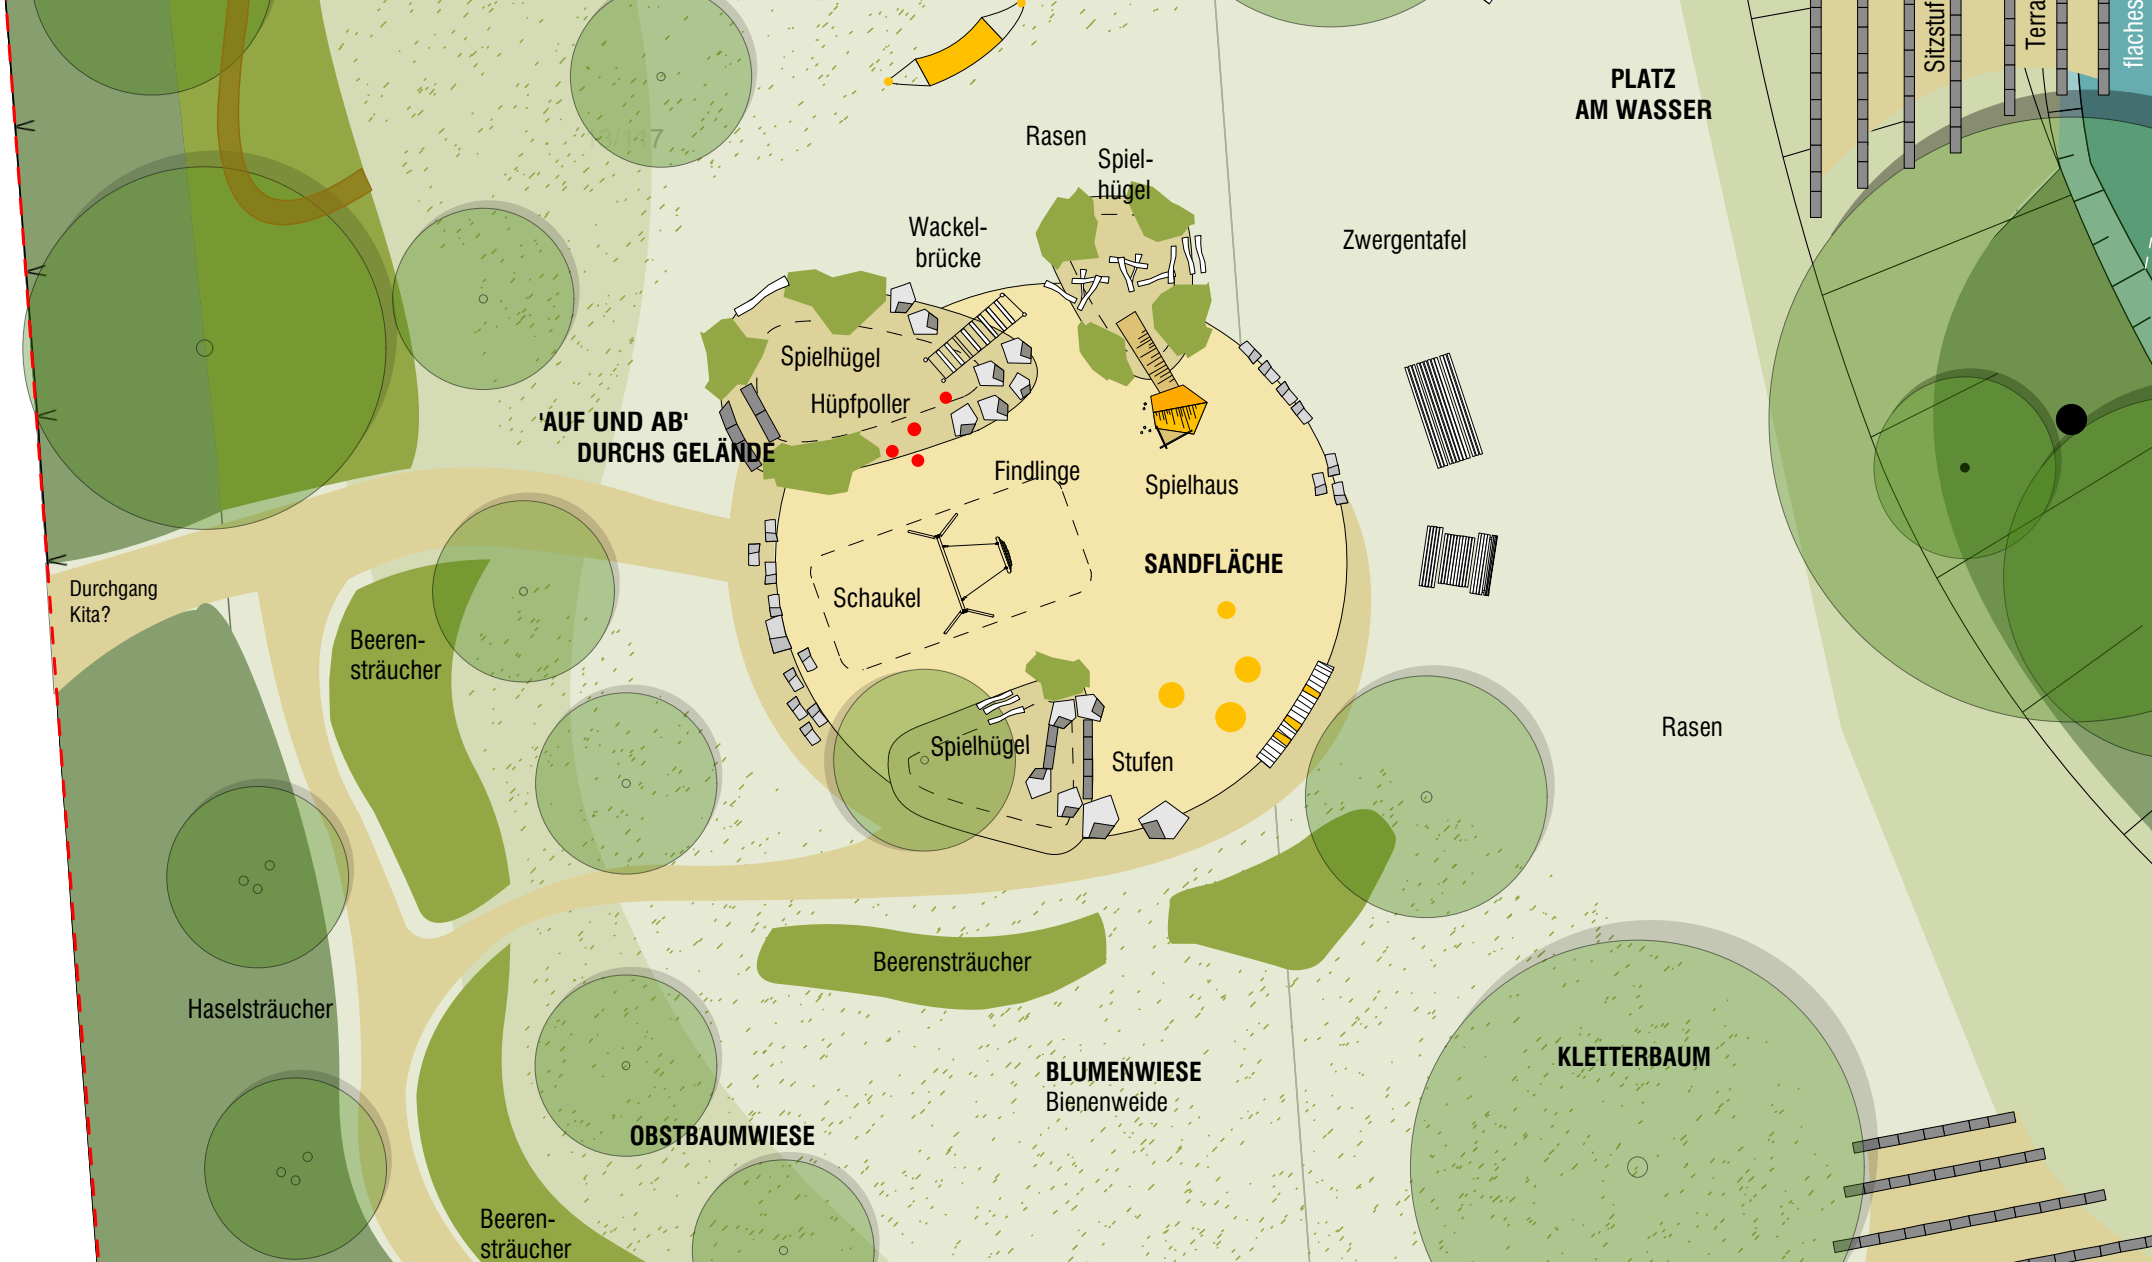 Sitzstuf
Terra
flaches
PLATZ
AM WASSER
13/117
Rasen
Spiel-
hügel
Wackel-
brücke
Zwergentafel
Spielhügel
Hüpfpoller
'AUF UND AB'
DURCHS GELÄNDE
Findlinge
Spielhaus
SANDFLÄCHE
Schaukel
Durchgang
Kita?
Beeren-
sträucher
Spielhügel
Stufen
Rasen
Beerensträucher
Haselsträucher
KLETTERBAUM
BLUMENWIESE
Bienenweide
OBSTBAUMWIESE
Beeren-
sträucher